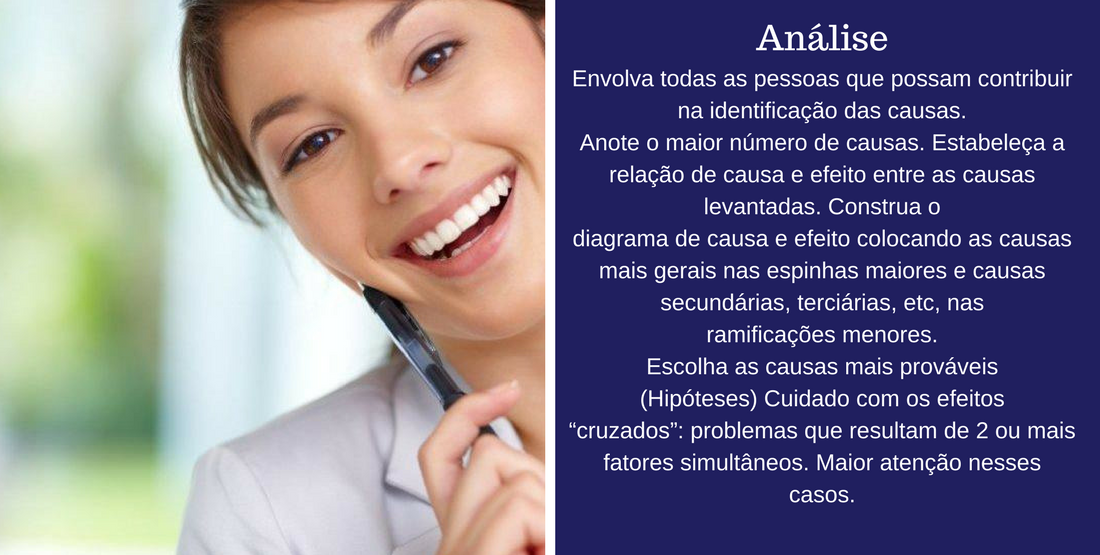 Análise
Envolva todas as pessoas que possam contribuir
na identificação das causas.
Anote o maior número de causas. Estabeleça a
relação de causa e efeito entre as causas
levantadas. Construa o
diagrama de causa e efeito colocando as causas
mais gerais nas espinhas maiores e causas
secundárias, terciárias, etc, nas
ramificações menores.
Escolha as causas mais prováveis
(Hipóteses) Cuidado com os efeitos
“cruzados”: problemas que resultam de 2 ou mais
fatores simultâneos. Maior atenção nesses
casos.